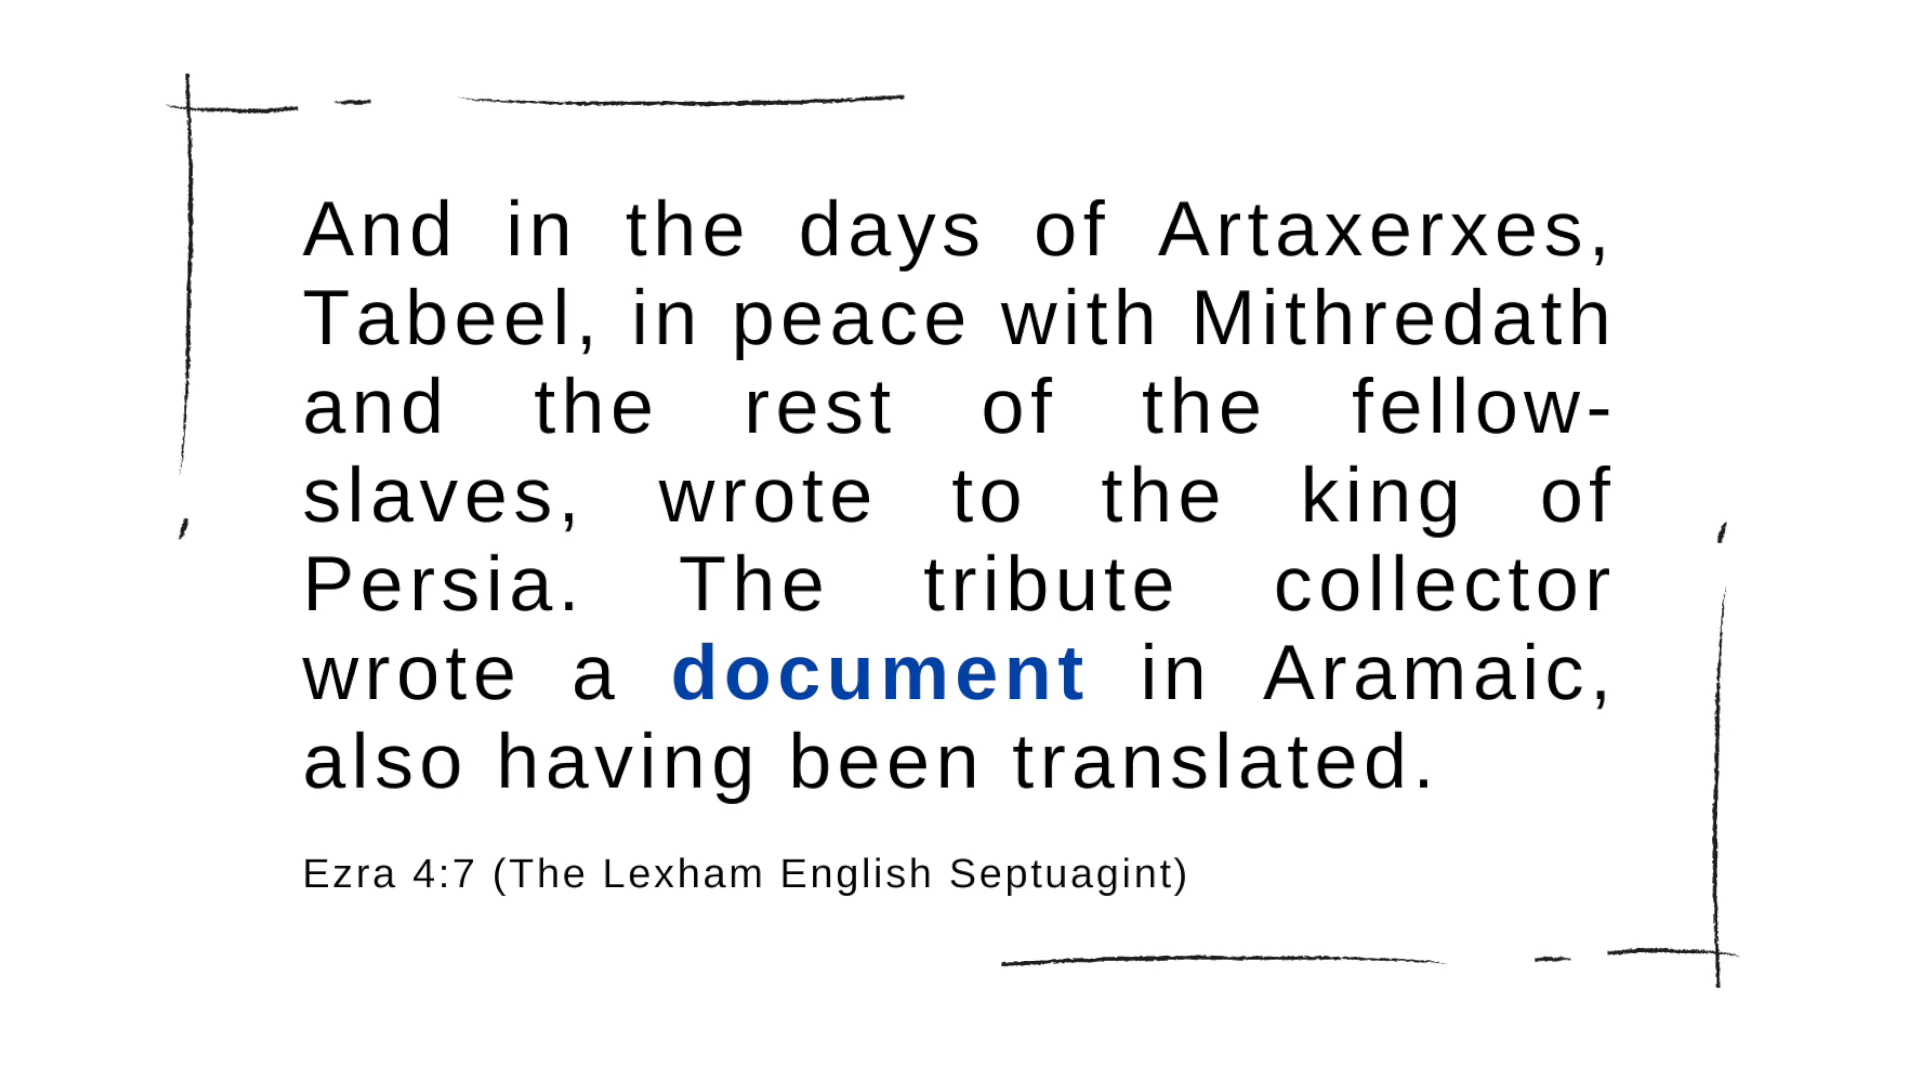 And in the days of Artaxerxes,
Tabeel, in peace with Mithredath
and the rest of the fellow-
slaves, wrote to the king of
Persia. The tribute collector
wrote a document in Aramaic,
also having been translated.
Ezra 4:7 (The Lexham English Septuagint)